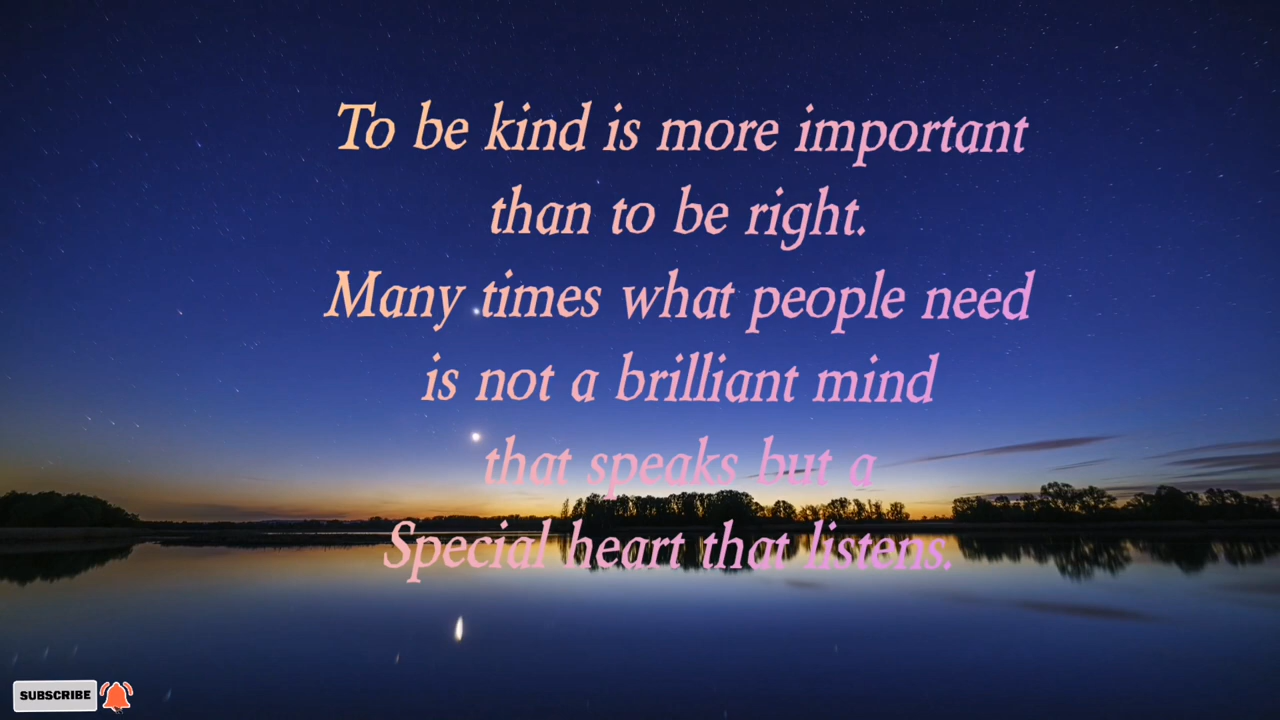 To be kind is more important
than to be right.
Many times what people need
is not a brilliant mind
that speaks but a
Special heart that listens.
SUBSCRIBE